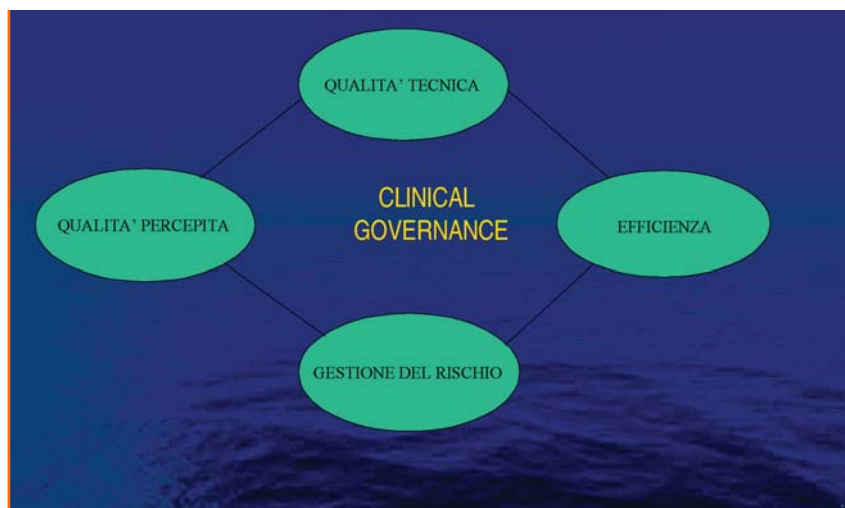 QUALITA' TECNICA
CLINICAL
GOVERNANCE
QUALITA' PERCEPITA
EFFICIENZA
GESTIONE DEL RISCHIO